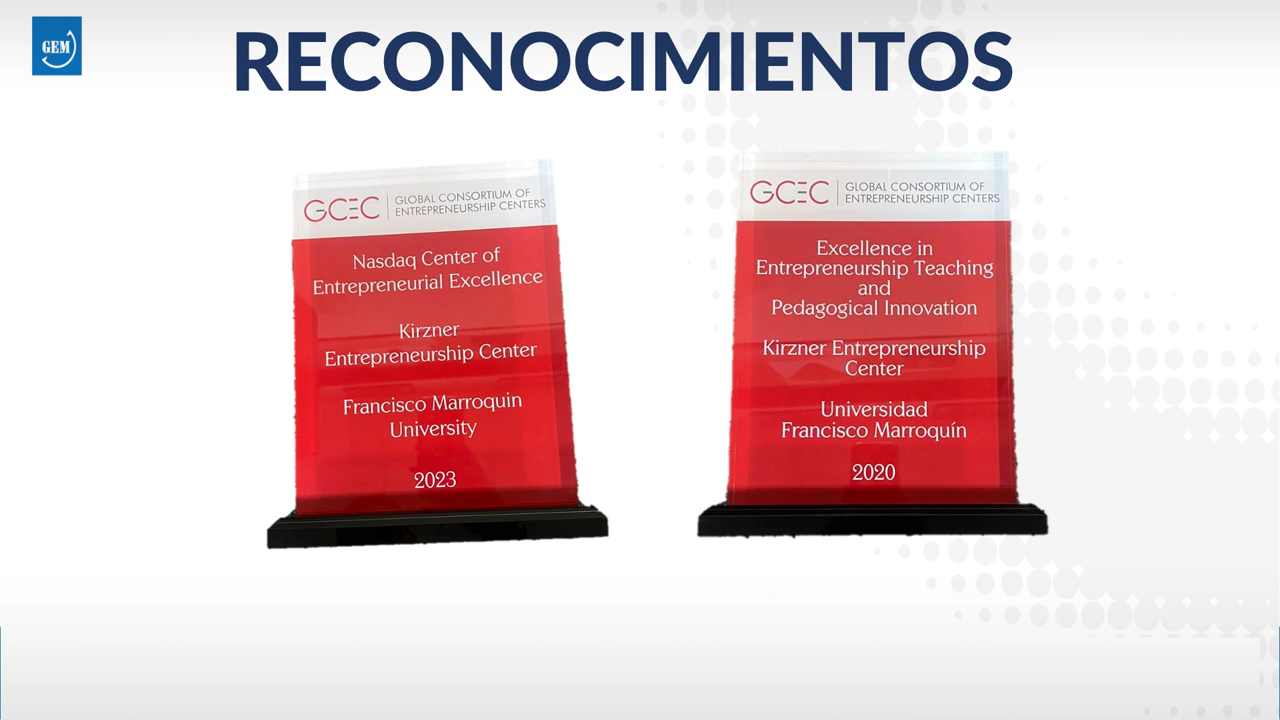 GEM
RECONOCIMIENTOS
GCEC
GLOBAL CONSORTIUM OF
ENTREPRENEURSHIP CENTERS
Nasdaq Center of
Entrepreneurial Excellence
Kirzner
Entrepreneurship Center
Francisco Marroquin
University
2023
GCEC
GLOBAL CONSORTIUM OF
ENTREPRENEURSHIP CENTERS
Excellence in
Entrepreneurship Teaching
and
Pedagogical Innovation
Kirzner Entrepreneurship
Center
Universidad
Francisco Marroquín
2020